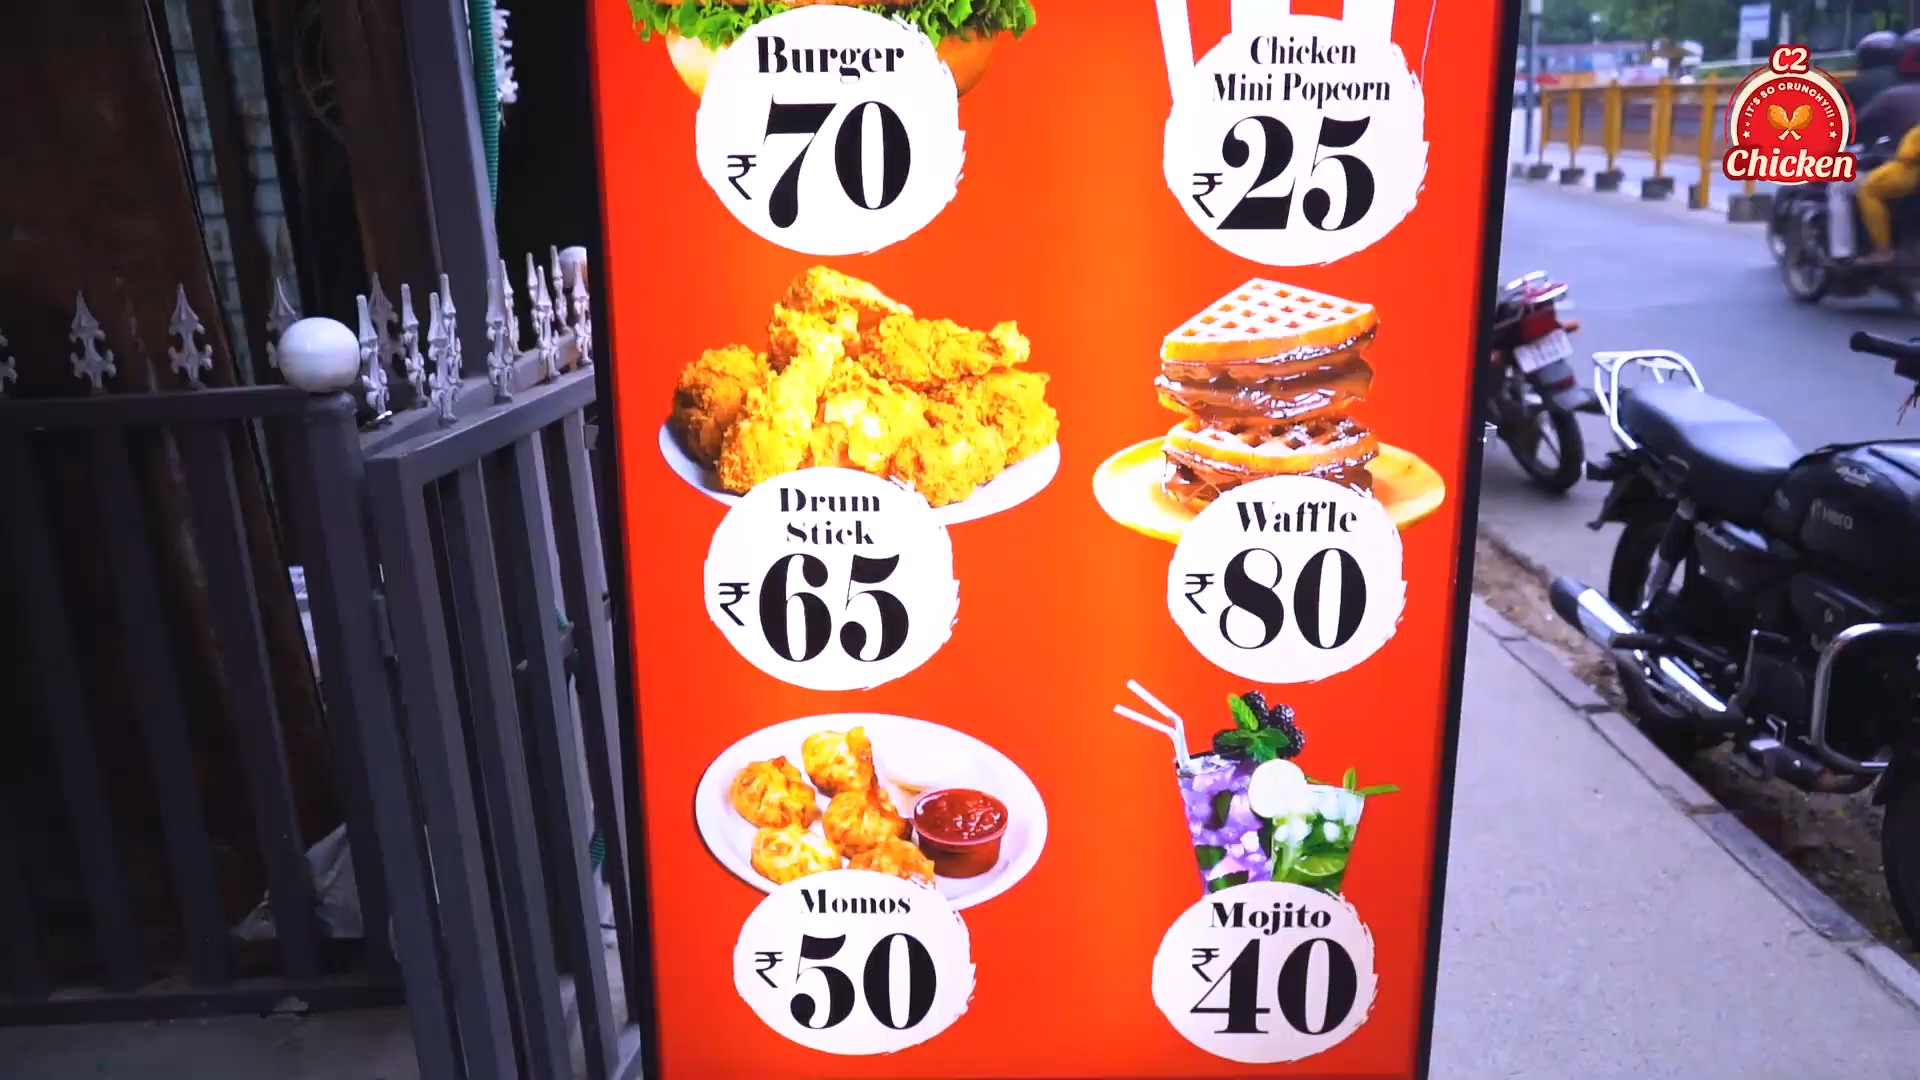 Burger
₹70
Chicken
Mini Popcorn
₹25
C2
IT'S SO CRUNCHY!!!
Chicken
Drum
Stick
₹65
Waffle
₹80
Hero
Momos
₹50
Mojito
₹40